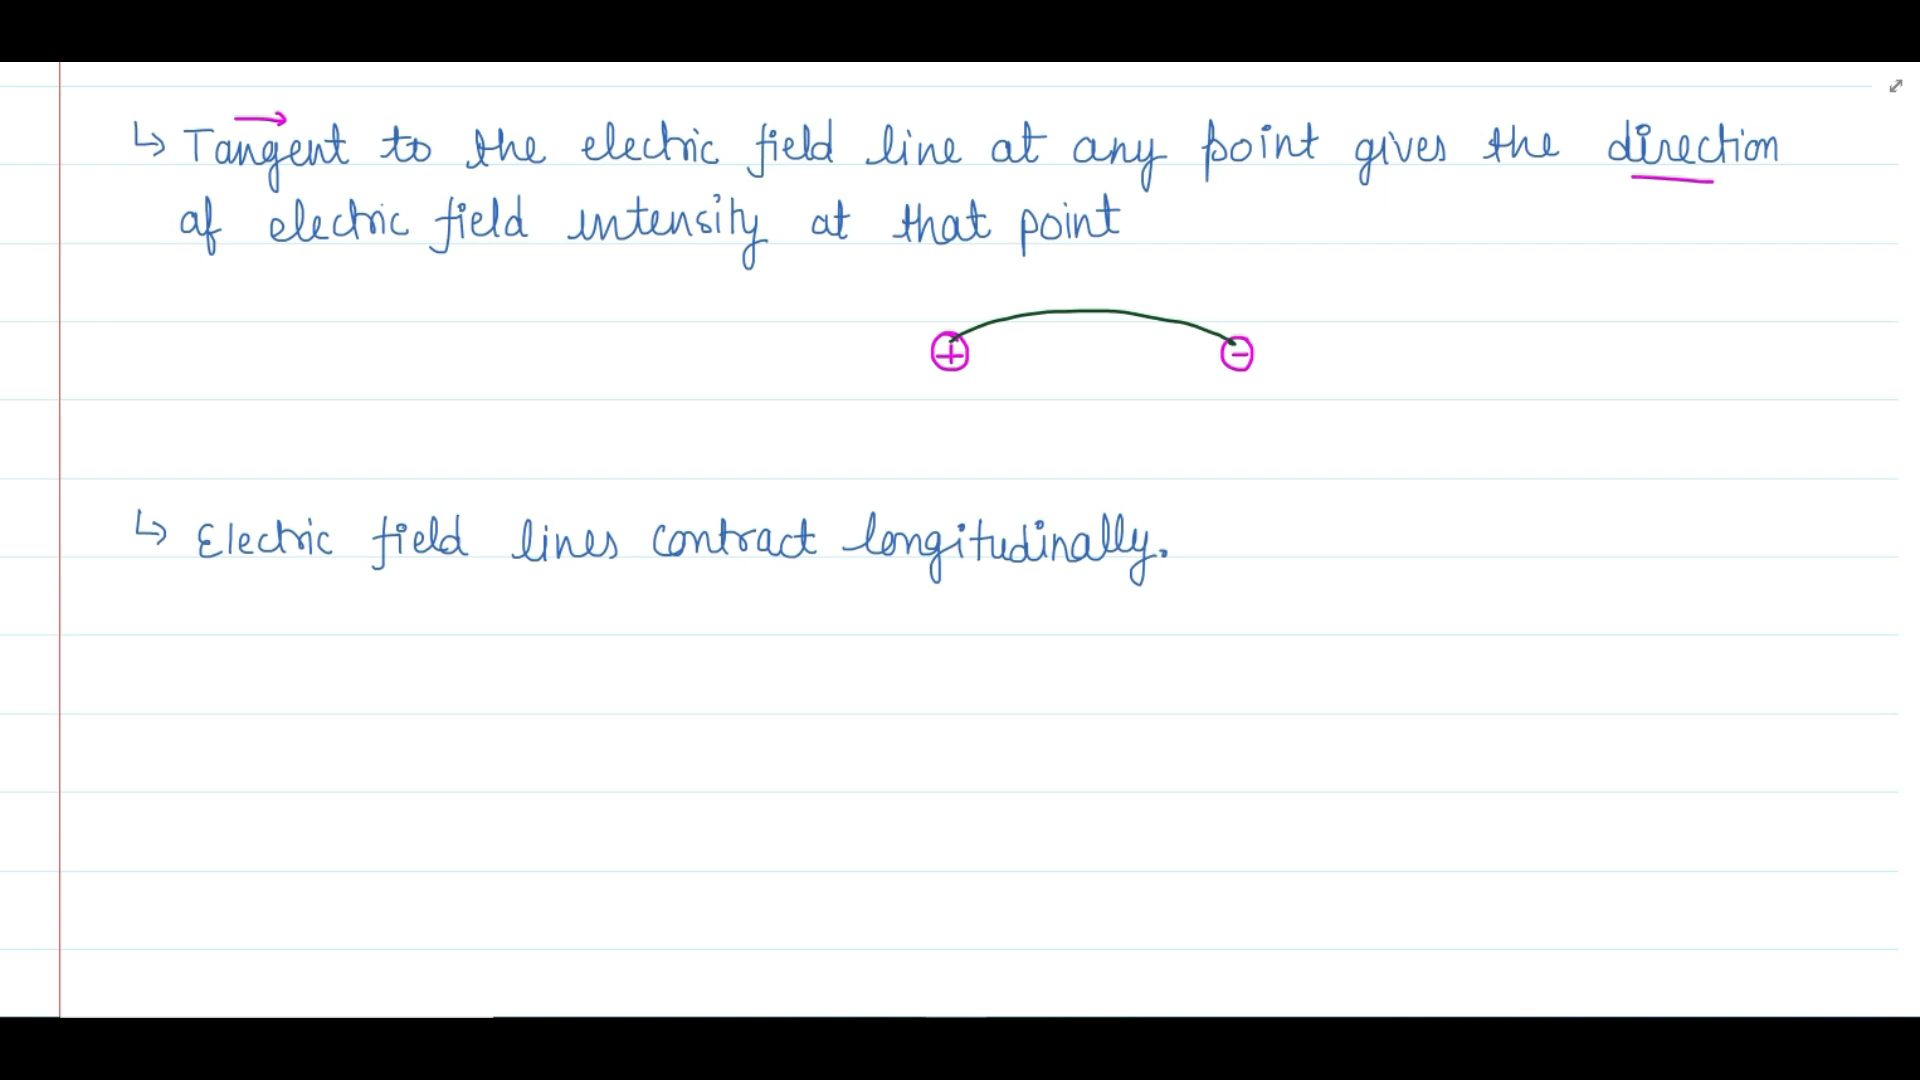 ↳ Tangent to the electric field line at any point gives the direction
of electric field intensity at that point
+ -
↳ Electric field lines contract longitudinally.